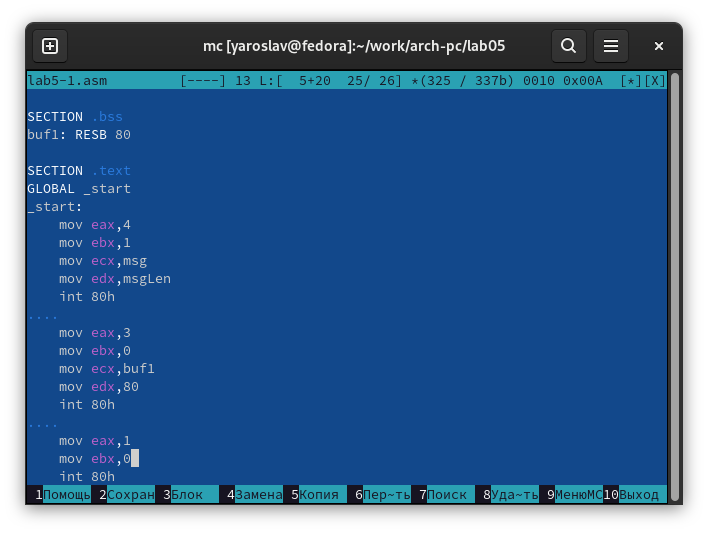 mc [yaroslav@fedora]:~/work/arch-pc/lab05
lab5-1.asm [----] 13 L:[ 5+20 25/ 26] *(325 / 337b) 0010 0x00A [*][X]
SECTION .bss
buf1: RESB 80
SECTION .text
GLOBAL _start
_start:
mov eax,4
mov ebx,1
mov ecx,msg
mov edx,msgLen
int 80h
....
mov eax,3
mov ebx,0
mov ecx,buf1
mov edx,80
int 80h
....
mov eax,1
mov ebx,0
int 80h
1Помощь 2Сохран 3Блок 4Замена 5Копия 6Пер~ть 7Поиск 8Уда~ть 9МенюMC 10Выход